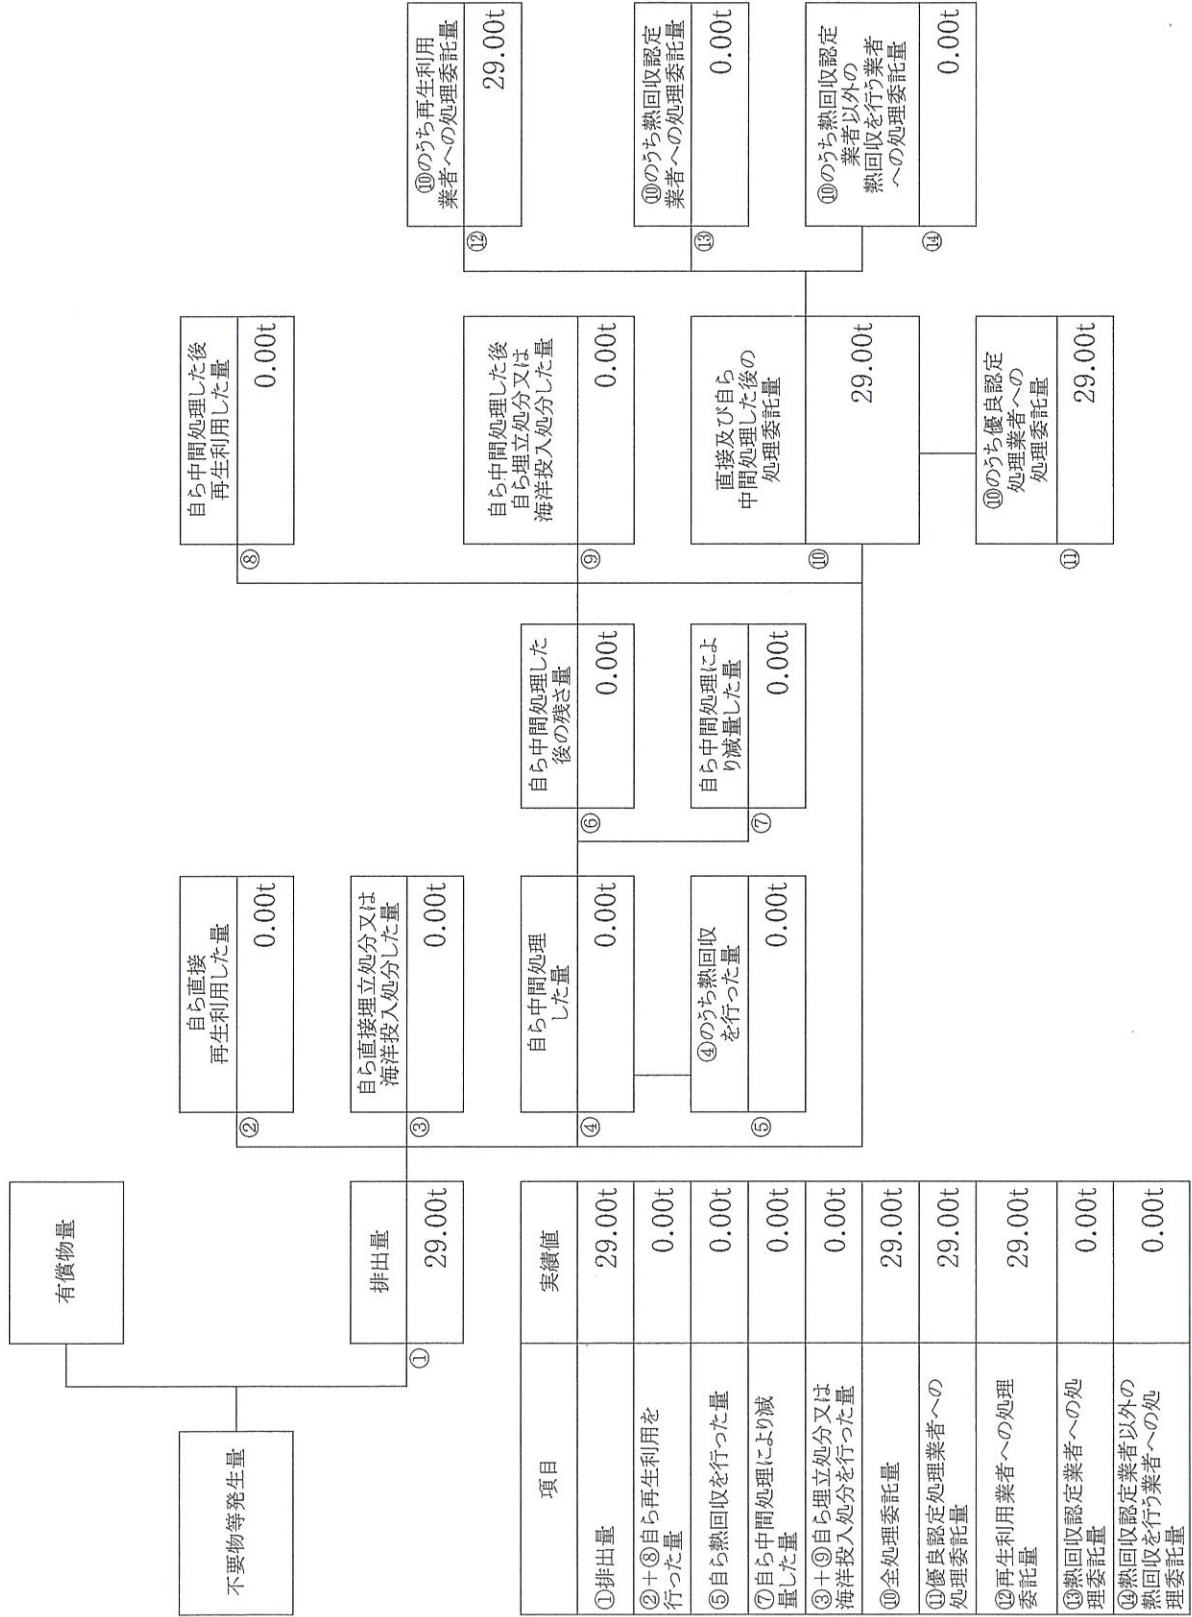 有償物量
不要物等発生量
排出量
①
29.00t
自ら直接
再生利用した量
②
0.00t
自ら直接埋立処分又は
海洋投入処分した量
③
0.00t
自ら中間処理
した量
④
0.00t
④のうち熱回収
を行った量
⑤
0.00t
自ら中間処理した
後の残さ量
⑥
0.00t
自ら中間処理によ
り減量した量
⑦
0.00t
自ら中間処理した後
再生利用した量
⑧
0.00t
自ら中間処理した後
自ら埋立処分又は
海洋投入処分した量
⑨
0.00t
直接及び自ら
中間処理した後の
処理委託量
⑩
29.00t
⑩のうち優良認定
処理業者への
処理委託量
⑪
29.00t
⑩のうち再生利用
業者への処理委託量
⑫
29.00t
⑩のうち熱回収認定
業者への処理委託量
⑬
0.00t
⑩のうち熱回収認定
業者以外の
熱回収を行う業者
への処理委託量
⑭
0.00t
項目 実績値
①排出量 29.00t
②+⑧自ら再生利用を
行った量 0.00t
⑤自ら熱回収を行った量 0.00t
⑦自ら中間処理により減
量した量 0.00t
③+⑨自ら埋立処分又は
海洋投入処分を行った量 0.00t
⑩全処理委託量 29.00t
⑪優良認定処理業者への
処理委託量 29.00t
⑫再生利用業者への処理
委託量 29.00t
⑬熱回収認定業者への処
理委託量 0.00t
⑭熱回収認定業者以外の
熱回収を行う業者への処
理委託量 0.00t